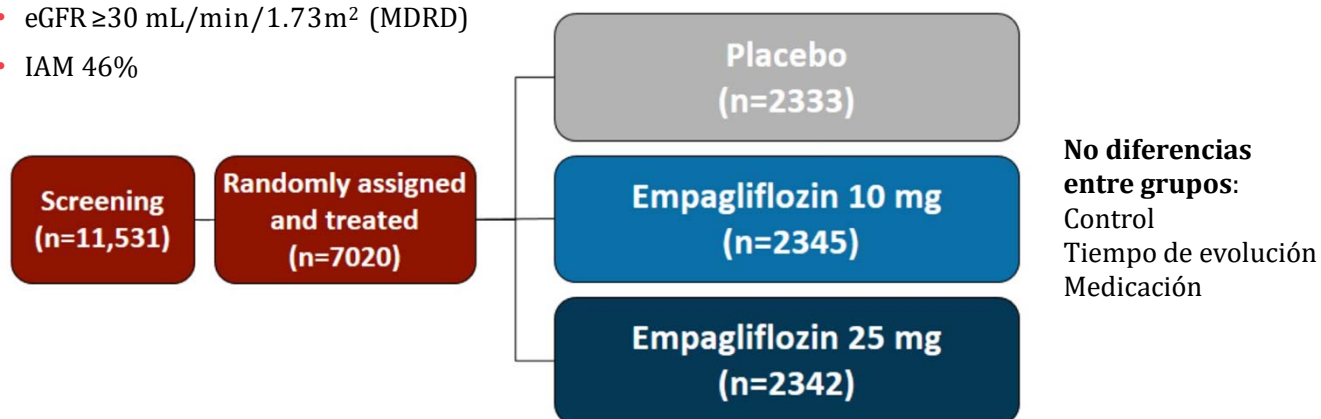 • eGFR ≥30 mL/min/1.73m² (MDRD)
• IAM 46%
Screening
(n=11,531)
Randomly assigned
and treated
(n=7020)
Placebo
(n=2333)
Empagliflozin 10 mg
(n=2345)
Empagliflozin 25 mg
(n=2342)
No diferencias
entre grupos:
Control
Tiempo de evolución
Medicación